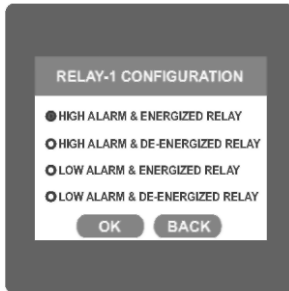 RELAY-1 CONFIGURATION
HIGH ALARM & ENERGIZED RELAY
HIGH ALARM & DE-ENERGIZED RELAY
LOW ALARM & ENERGIZED RELAY
LOW ALARM & DE-ENERGIZED RELAY
OK BACK